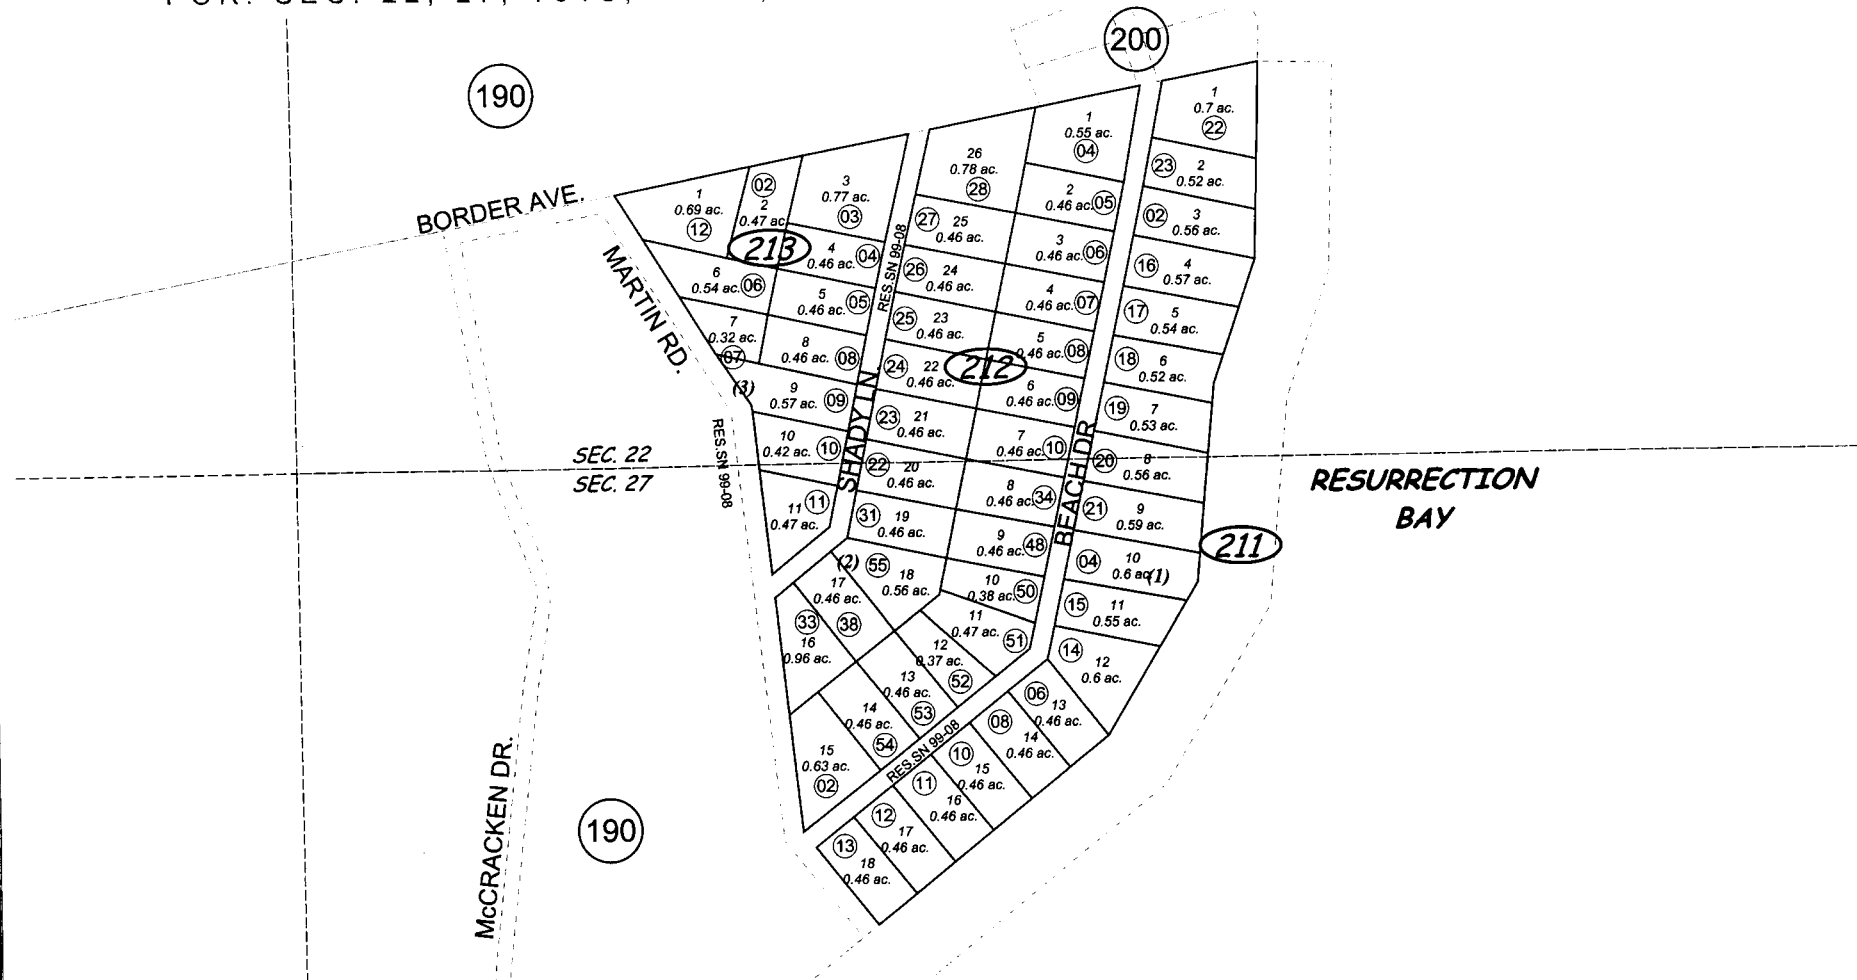 200
190
BORDER AVE.
MARTIN RD.
1
0.69 ac.
12
02
2
0.47 ac
3
0.77 ac.
03
213
4
0.46 ac.
04
5
0.46 ac.
05
6
0.54 ac.
06
7
0.32 ac.
07
8
0.46 ac.
08
(3)
9
0.57 ac.
09
10
0.42 ac.
10
11
0.47 ac.
11
RES.SN 99-08
SHADY LN.
RES.SN 99-08
26
0.78 ac.
28
27
25
0.46 ac.
26
24
0.46 ac.
25
23
0.46 ac.
24
22
0.46 ac.
23
21
0.46 ac.
22
20
0.46 ac.
31
19
0.46 ac.
(2)
55
18
0.56 ac.
17
0.46 ac.
38
33
16
0.96 ac.
15
0.63 ac.
02
14
0.46 ac.
54
13
0.46 ac.
53
12
0.37 ac.
52
11
0.47 ac.
51
10
0.38 ac.
50
9
0.46 ac.
48
8
0.46 ac.
34
7
0.46 ac.
10
6
0.46 ac.
09
5
0.46 ac.
08
212
4
0.46 ac.
07
3
0.46 ac.
06
2
0.46 ac.
05
1
0.55 ac.
04
BEACH DR
RES.SN 99-08
1
0.7 ac.
22
23
2
0.52 ac.
02
3
0.56 ac.
16
4
0.57 ac.
17
5
0.54 ac.
18
6
0.52 ac.
19
7
0.53 ac.
20
8
0.56 ac.
21
9
0.59 ac.
04
10
0.6 ac
(1)
211
15
11
0.55 ac.
14
12
0.6 ac.
06
13
0.46 ac.
08
14
0.46 ac.
10
15
0.46 ac.
11
16
0.46 ac.
12
17
0.46 ac.
13
18
0.46 ac.
SEC. 22
SEC. 27
RESURRECTION
BAY
McCRACKEN DR.
190